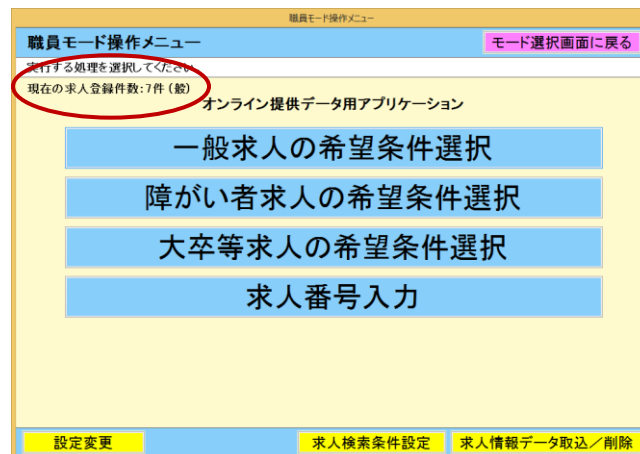 職員モード操作メニュー
職員モード操作メニュー
モード選択画面に戻る
実行する処理を選択してください
現在の求人登録件数:7件(般)
オンライン提供データ用アプリケーション
一般求人の希望条件選択
障がい者求人の希望条件選択
大卒等求人の希望条件選択
求人番号入力
設定変更
求人検索条件設定
求人情報データ取込／削除